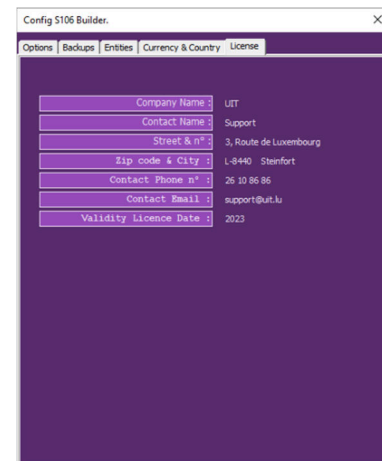 Config S106 Builder.
Options Backups Entities Currency & Country License
Company Name : UIT
Contact Name : Support
Street & n° : 3, Route de Luxembourg
Zip code & City : L-8440 Steinfort
Contact Phone n° : 26 10 86 86
Contact Email : support@uit.lu
Validity Licence Date : 2023